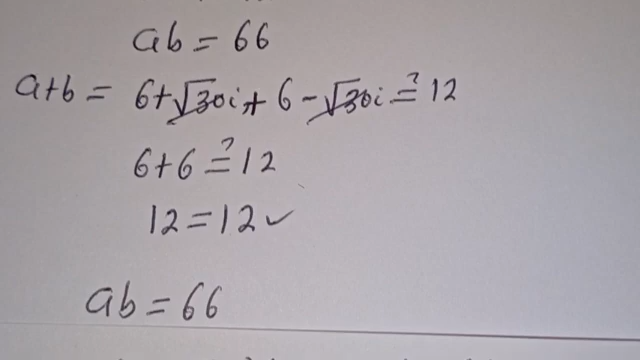 ab = 66
a+b = 6+√30i + 6 - √30i ≟ 12
6+6 ≟ 12
12 = 12 ✓
ab = 66